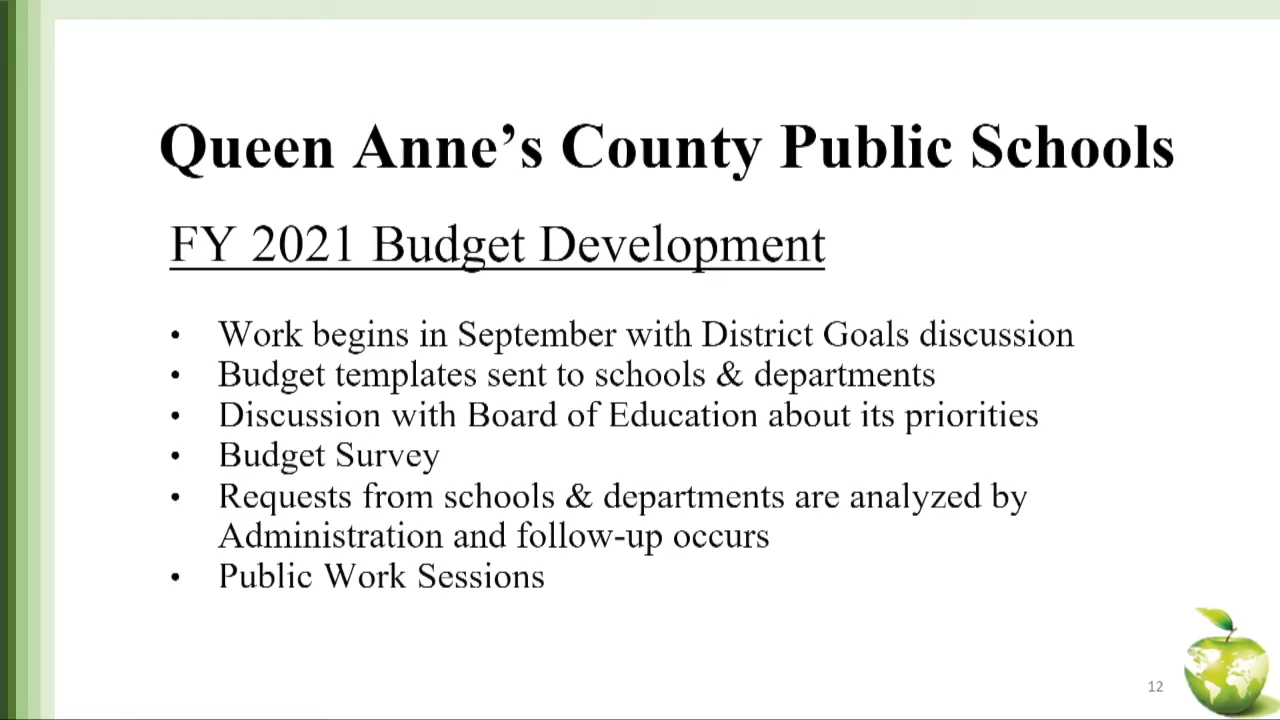 Queen Anne’s County Public Schools
FY 2021 Budget Development
• Work begins in September with District Goals discussion
• Budget templates sent to schools & departments
• Discussion with Board of Education about its priorities
• Budget Survey
• Requests from schools & departments are analyzed by
Administration and follow-up occurs
• Public Work Sessions
12